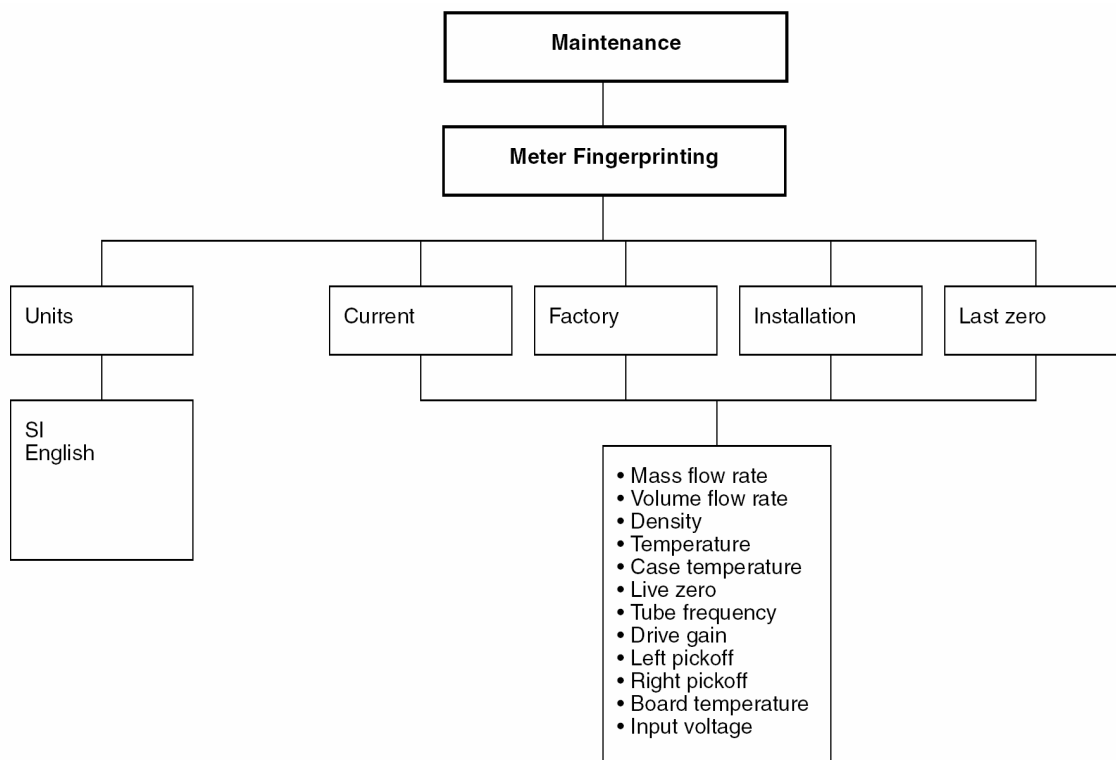 Maintenance
Meter Fingerprinting
Units
Current
Factory
Installation
Last zero
SI
English
• Mass flow rate
• Volume flow rate
• Density
• Temperature
• Case temperature
• Live zero
• Tube frequency
• Drive gain
• Left pickoff
• Right pickoff
• Board temperature
• Input voltage